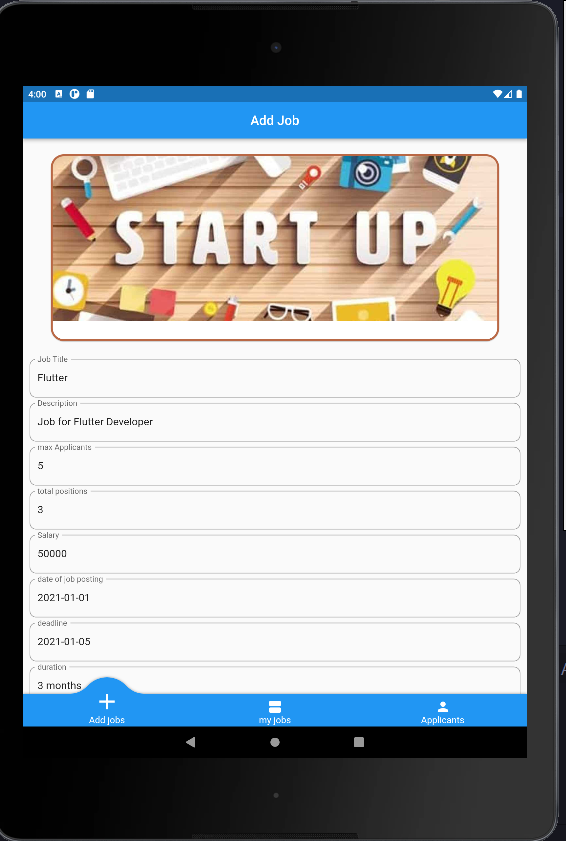 4:00
Add Job
START UP
Job Title
Flutter
Description
Job for Flutter Developer
max Applicants
5
total positions
3
Salary
50000
date of job posting
2021-01-01
deadline
2021-01-05
duration
3 months
Add jobs
my jobs
Applicants